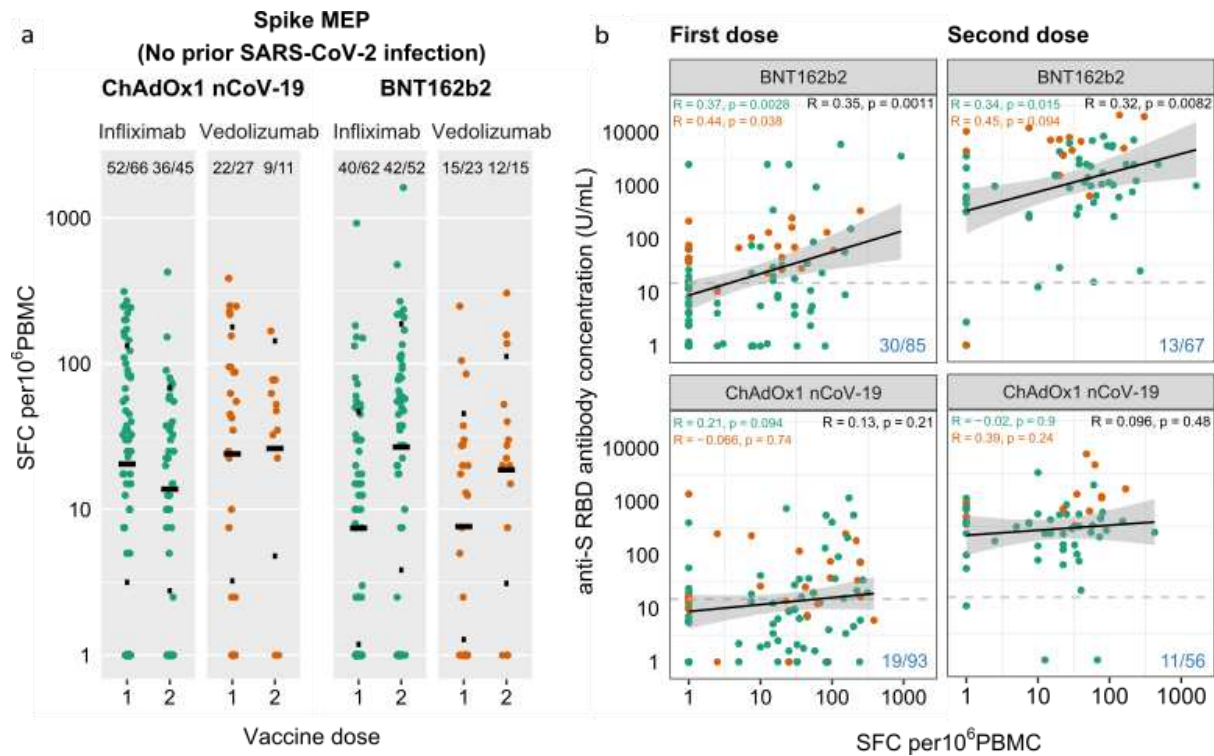 a
Spike MEP
(No prior SARS-CoV-2 infection)
ChAdOx1 nCoV-19 BNT162b2
Infliximab Vedolizumab Infliximab Vedolizumab
52/66 36/45 22/27 9/11 40/62 42/52 15/23 12/15
1000
100
10
1
SFC per10⁶PBMC
1 2 1 2 1 2 1 2
Vaccine dose
b
First dose Second dose
BNT162b2 BNT162b2
R = 0.37, p = 0.0028 R = 0.35, p = 0.0011
R = 0.44, p = 0.038
R = 0.34, p = 0.015 R = 0.32, p = 0.0082
R = 0.45, p = 0.094
10000
1000
100
10
1
30/85 13/67
anti-S RBD antibody concentration (U/mL)
ChAdOx1 nCoV-19 ChAdOx1 nCoV-19
R = 0.21, p = 0.094 R = 0.13, p = 0.21
R = −0.066, p = 0.74
R = −0.02, p = 0.9 R = 0.096, p = 0.48
R = 0.39, p = 0.24
10000
1000
100
10
1
19/93 11/56
1 10 100 1000 1 10 100 1000
SFC per10⁶PBMC